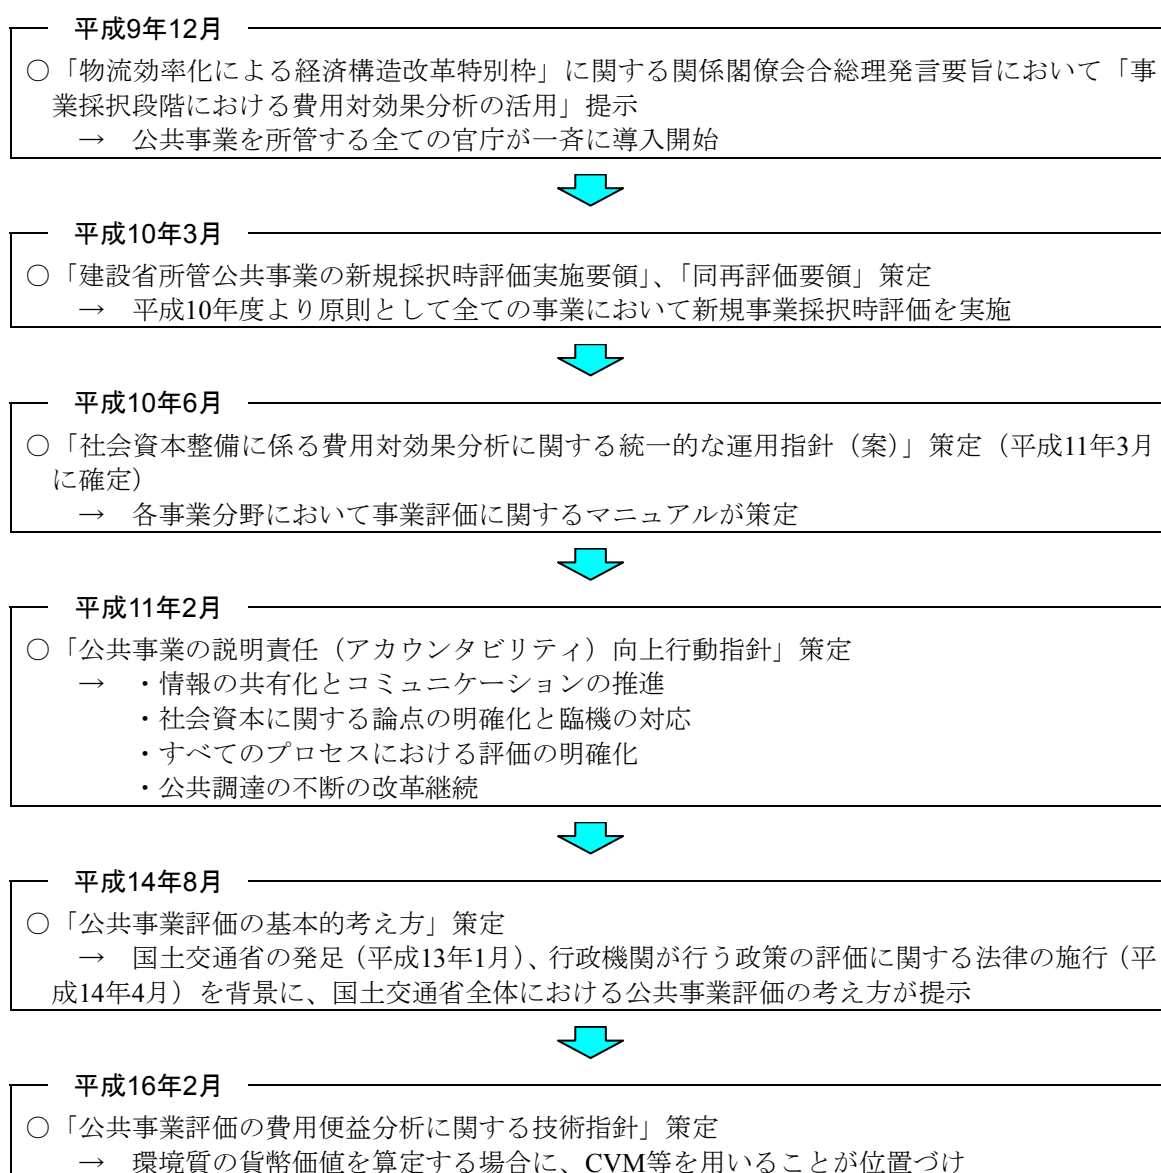 平成9年12月
○「物流効率化による経済構造改革特別枠」に関する関係閣僚会合総理発言要旨において「事
業採択段階における費用対効果分析の活用」提示
→ 公共事業を所管する全ての官庁が一斉に導入開始
平成10年3月
○「建設省所管公共事業の新規採択時評価実施要領」、「同再評価要領」策定
→ 平成10年度より原則として全ての事業において新規事業採択時評価を実施
平成10年6月
○「社会資本整備に係る費用対効果分析に関する統一的な運用指針（案）」策定（平成11年3月
に確定）
→ 各事業分野において事業評価に関するマニュアルが策定
平成11年2月
○「公共事業の説明責任（アカウンタビリティ）向上行動指針」策定
→ ・情報の共有化とコミュニケーションの推進
・社会資本に関する論点の明確化と臨機の対応
・すべてのプロセスにおける評価の明確化
・公共調達の不断の改革継続
平成14年8月
○「公共事業評価の基本的考え方」策定
→ 国土交通省の発足（平成13年1月）、行政機関が行う政策の評価に関する法律の施行（平
成14年4月）を背景に、国土交通省全体における公共事業評価の考え方が提示
平成16年2月
○「公共事業評価の費用便益分析に関する技術指針」策定
→ 環境質の貨幣価値を算定する場合に、CVM等を用いることが位置づけ